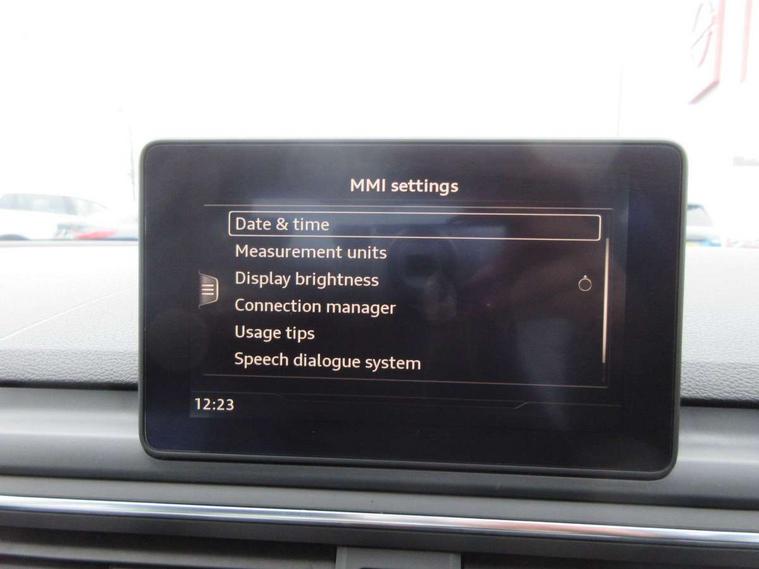 MMI settings
Date & time
Measurement units
Display brightness
Connection manager
Usage tips
Speech dialogue system
12:23